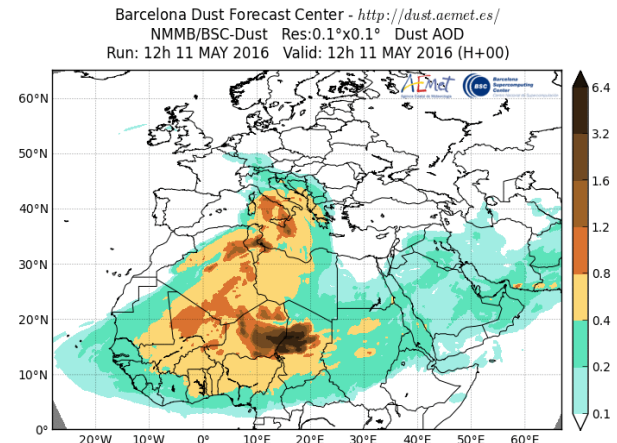 Barcelona Dust Forecast Center - http://dust.aemet.es/
NMMB/BSC-Dust Res:0.1°x0.1° Dust AOD
Run: 12h 11 MAY 2016 Valid: 12h 11 MAY 2016 (H+00)
AEMet
BSC
Barcelona
Supercomputing
Center
60°N
50°N
40°N
30°N
20°N
10°N
0°
20°W
10°W
0°
10°E
20°E
30°E
40°E
50°E
60°E
6.4
3.2
1.6
1.2
0.8
0.4
0.2
0.1